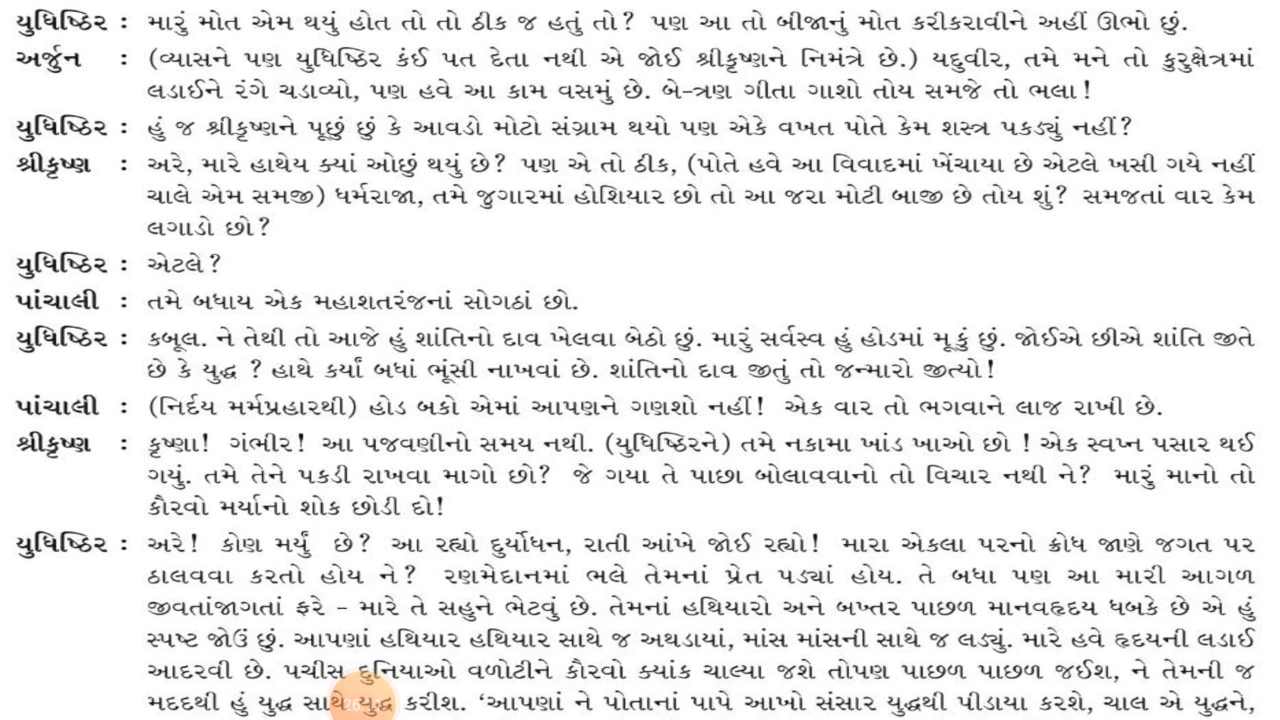 યુધિષ્ઠિર : મારું મોત એમ થયું હોત તો તો ઠીક જ હતું તો? પણ આ તો બીજાનું મોત કરીકરાવીને અહીં ઊભો છું.
અર્જુન : (વ્યાસને પણ યુધિષ્ઠિર કંઈ પત દેતા નથી એ જોઈ શ્રીકૃષ્ણને નિમંત્રે છે.) યદુવીર, તમે મને તો કુરુક્ષેત્રમાં
લડાઈને રંગે ચડાવ્યો, પણ હવે આ કામ વસમું છે. બે-ત્રણ ગીતા ગાશો તોય સમજે તો ભલા!
યુધિષ્ઠિર : હું જ શ્રીકૃષ્ણને પૂછું છું કે આવડો મોટો સંગ્રામ થયો પણ એકે વખત પોતે કેમ શસ્ત્ર પકડ્યું નહીં?
શ્રીકૃષ્ણ : અરે, મારે હાથેય ક્યાં ઓછું થયું છે? પણ એ તો ઠીક, (પોતે હવે આ વિવાદમાં ખેંચાયા છે એટલે ખસી ગયે નહીં
ચાલે એમ સમજી) ધર્મરાજા, તમે જુગારમાં હોશિયાર છો તો આ જરા મોટી બાજી છે તોય શું? સમજતાં વાર કેમ
લગાડો છો?
યુધિષ્ઠિર : એટલે?
પાંચાલી : તમે બધાય એક મહાશતરંજનાં સોગઠાં છો.
યુધિષ્ઠિર : કબૂલ. ને તેથી તો આજે હું શાંતિનો દાવ ખેલવા બેઠો છું. મારું સર્વસ્વ હું હોડમાં મૂકું છું. જોઈએ છીએ શાંતિ જીતે
છે કે યુદ્ધ ? હાથે કર્યાં બધાં ભૂંસી નાખવાં છે. શાંતિનો દાવ જીતું તો જન્મારો જીત્યો!
પાંચાલી : (નિર્દય મર્મપ્રહારથી) હોડ બકો એમાં આપણને ગણશો નહીં! એક વાર તો ભગવાને લાજ રાખી છે.
શ્રીકૃષ્ણ : કૃષ્ણા! ગંભીર! આ પજવણીનો સમય નથી. (યુધિષ્ઠિરને) તમે નકામા ખાંડ ખાઓ છો ! એક સ્વપ્ન પસાર થઈ
ગયું. તમે તેને પકડી રાખવા માગો છો? જે ગયા તે પાછા બોલાવવાનો તો વિચાર નથી ને? મારું માનો તો
કૌરવો મર્યાનો શોક છોડી દો!
યુધિષ્ઠિર : અરે! કોણ મર્યું છે? આ રહ્યો દુર્યોધન, રાતી આંખે જોઈ રહ્યો! મારા એકલા પરનો ક્રોધ જાણે જગત પર
ઠાલવવા કરતો હોય ને? રણમેદાનમાં ભલે તેમનાં પ્રેત પડ્યાં હોય. તે બધા પણ આ મારી આગળ
જીવતાંજાગતાં ફરે - મારે તે સહુને ભેટવું છે. તેમનાં હથિયારો અને બખ્તર પાછળ માનવહૃદય ધબકે છે એ હું
સ્પષ્ટ જોઉં છું. આપણાં હથિયાર હથિયાર સાથે જ અથડાયાં, માંસ માંસની સાથે જ લડ્યું. મારે હવે હૃદયની લડાઈ
આદરવી છે. પચીસ દુનિયાઓ વળોટીને કૌરવો ક્યાંક ચાલ્યા જશે તોપણ પાછળ પાછળ જઈશ, ને તેમની જ
મદદથી હું યુદ્ધ સાથે યુદ્ધ કરીશ. ‘આપણાં ને પોતાનાં પાપે આખો સંસાર યુદ્ધથી પીડાયા કરશે, ચાલ એ યુદ્ધને,